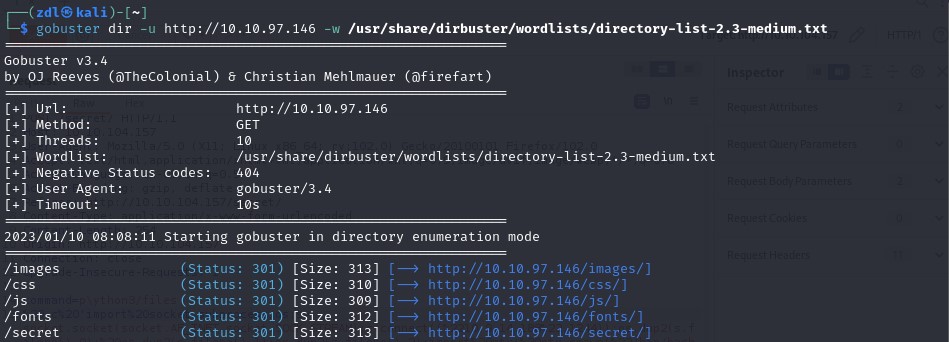 ┌──(zdl㉿kali)-[~]
└─$ gobuster dir -u http://10.10.97.146 -w /usr/share/dirbuster/wordlists/directory-list-2.3-medium.txt
Gobuster v3.4
by OJ Reeves (@TheColonial) & Christian Mehlmauer (@firefart)
[+] Url: http://10.10.97.146
[+] Method: GET
[+] Threads: 10
[+] Wordlist: /usr/share/dirbuster/wordlists/directory-list-2.3-medium.txt
[+] Negative Status codes: 404
[+] User Agent: gobuster/3.4
[+] Timeout: 10s
2023/01/10 08:08:11 Starting gobuster in directory enumeration mode
/images (Status: 301) [Size: 313] [--> http://10.10.97.146/images/]
/css (Status: 301) [Size: 310] [--> http://10.10.97.146/css/]
/js (Status: 301) [Size: 309] [--> http://10.10.97.146/js/]
/fonts (Status: 301) [Size: 312] [--> http://10.10.97.146/fonts/]
/secret (Status: 301) [Size: 313] [--> http://10.10.97.146/secret/]
Inspector
Request Attributes
Request Query Parameters
Request Body Parameters
Request Cookies
Request Headers